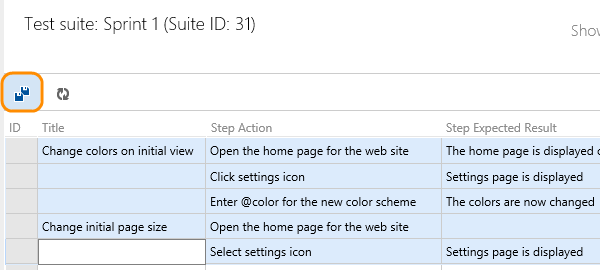 Test suite: Sprint 1 (Suite ID: 31)
Show
ID Title Step Action Step Expected Result
Change colors on initial view Open the home page for the web site The home page is displayed
Click settings icon Settings page is displayed
Enter @color for the new color scheme The colors are now changed
Change initial page size Open the home page for the web site
Select settings icon Settings page is displayed